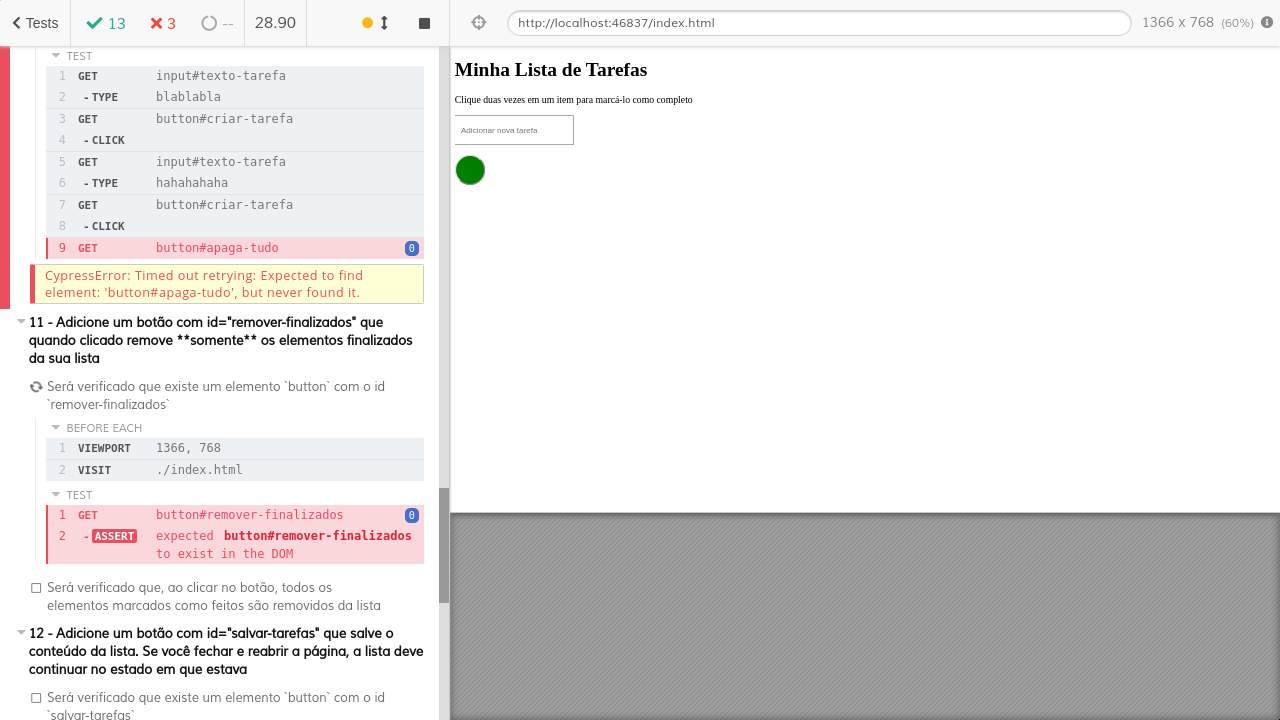 Tests 13 3 -- 28.90
http://localhost:46837/index.html 1366 x 768 (60%)
TEST
1 GET input#texto-tarefa
2 -TYPE blablabla
3 GET button#criar-tarefa
4 -CLICK
5 GET input#texto-tarefa
6 -TYPE hahahahaha
7 GET button#criar-tarefa
8 -CLICK
9 GET button#apaga-tudo 0
CypressError: Timed out retrying: Expected to find
element: 'button#apaga-tudo', but never found it.
11 - Adicione um botão com id="remover-finalizados" que
quando clicado remove **somente** os elementos finalizados
da sua lista
Será verificado que existe um elemento `button` com o id
`remover-finalizados`
BEFORE EACH
1 VIEWPORT 1366, 768
2 VISIT ./index.html
TEST
1 GET button#remover-finalizados 0
2 -ASSERT expected button#remover-finalizados
to exist in the DOM
Será verificado que, ao clicar no botão, todos os
elementos marcados como feitos são removidos da lista
12 - Adicione um botão com id="salvar-tarefas" que salve o
conteúdo da lista. Se você fechar e reabrir a página, a lista deve
continuar no estado em que estava
Será verificado que existe um elemento `button` com o id
`salvar-tarefas`
Minha Lista de Tarefas
Clique duas vezes em um item para marcá-lo como completo
Adicionar nova tarefa